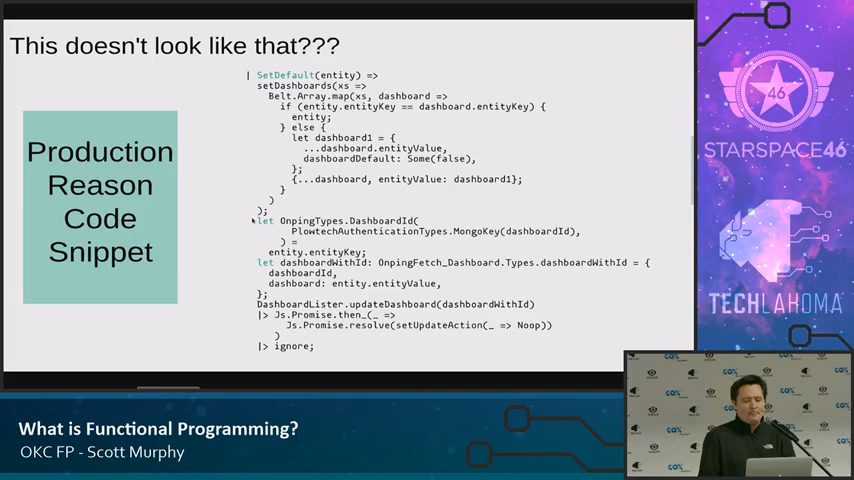 This doesn't look like that???
Production
Reason
Code
Snippet
| SetDefault(entity) =>
setDashboards(xs =>
Belt.Array.map(xs, dashboard =>
if (entity.entityKey == dashboard.entityKey) {
entity;
} else {
let dashboard1 = {
...dashboard.entityValue,
dashboardDefault: Some(false),
};
{...dashboard, entityValue: dashboard1};
}
)
);
let OnpingTypes.DashboardId(
PlowtechAuthenticationTypes.MongoKey(dashboardId),
) =
entity.entityKey;
let dashboardWithId: OnpingFetch_Dashboard.Types.dashboardWithId = {
dashboardId,
dashboard: entity.entityValue,
};
DashboardLister.updateDashboard(dashboardWithId)
|> Js.Promise.then_(_ =>
Js.Promise.resolve(setUpdateAction(_ => Noop))
)
|> ignore;
46
STARSPACE46
TECHLAHOMA
What is Functional Programming?
OKC FP - Scott Murphy
COX